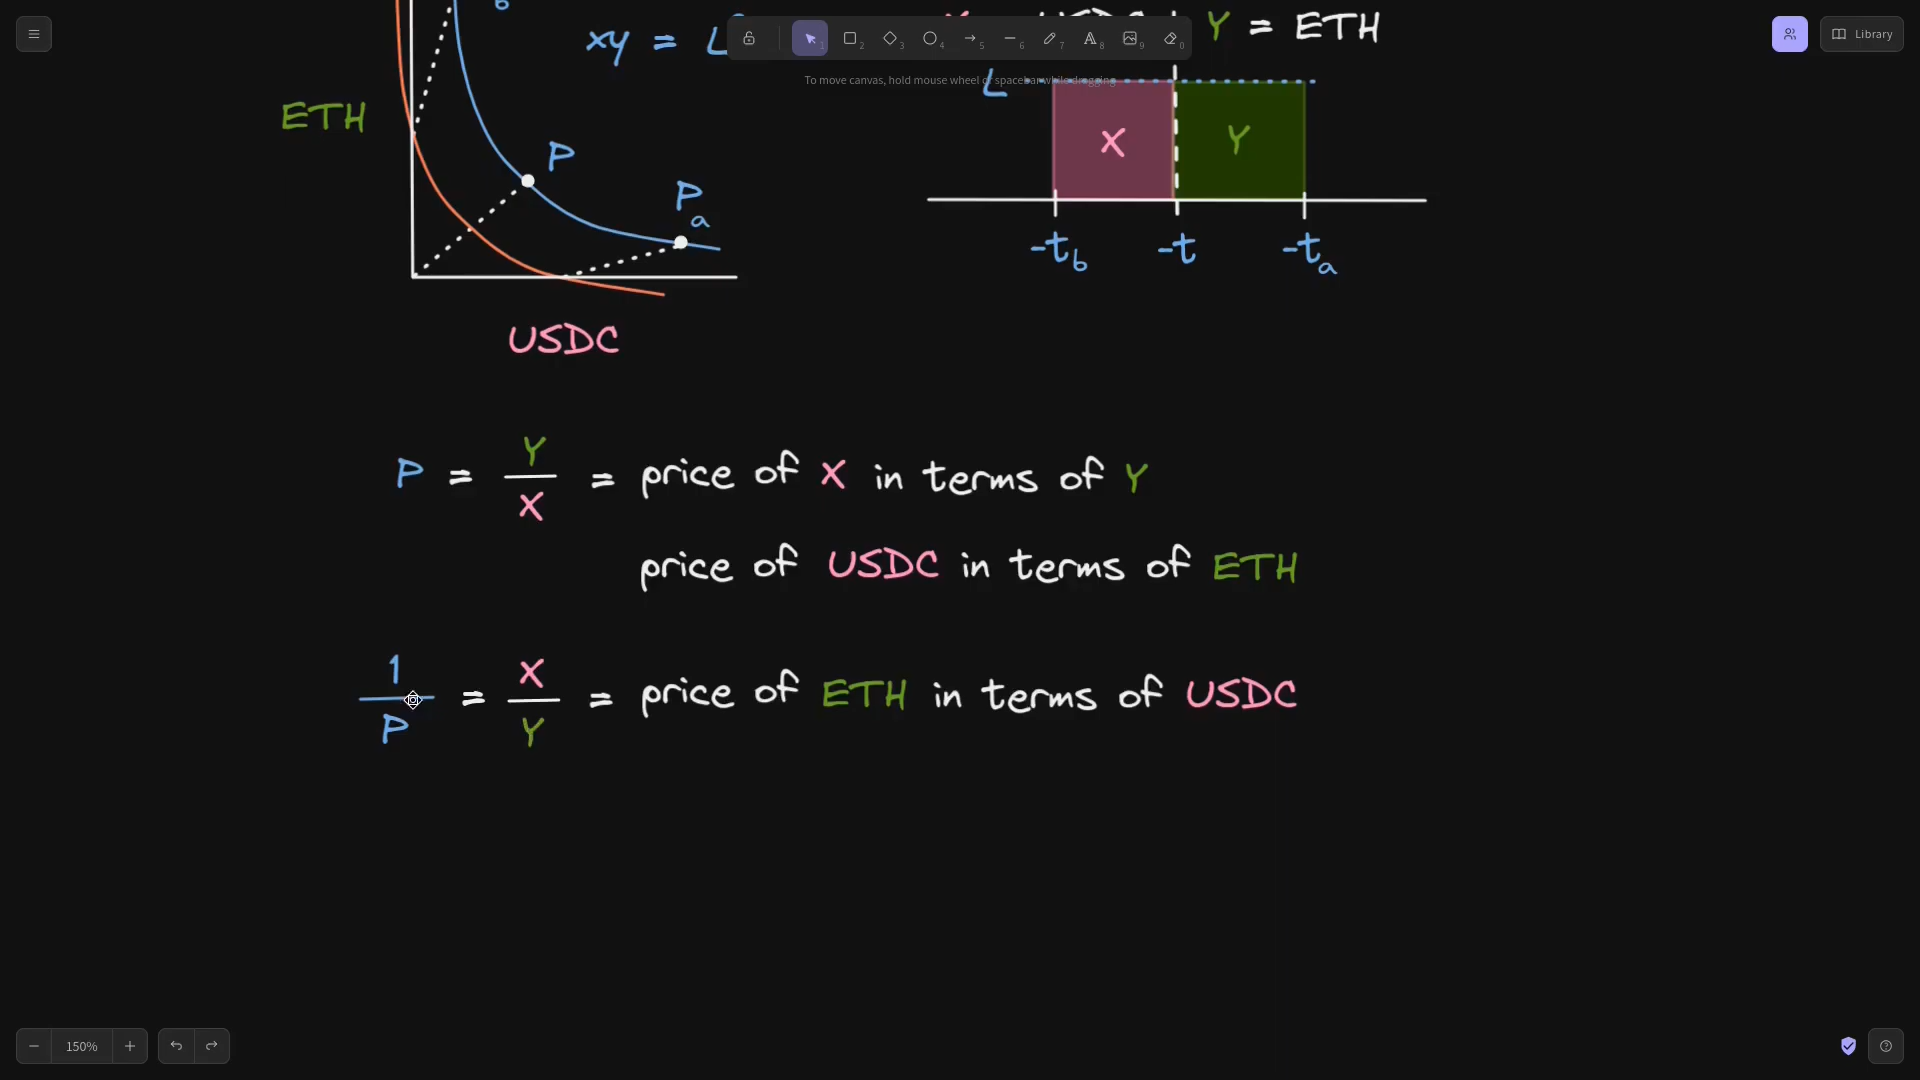 b
xy = L
Y = ETH
Library
To move canvas, hold mouse wheel or spacebar while dragging
L
ETH
P
X
Y
P
a
-t b
-t
-t a
USDC
P = Y / X = price of X in terms of Y
price of USDC in terms of ETH
1 / P = X / Y = price of ETH in terms of USDC
150%